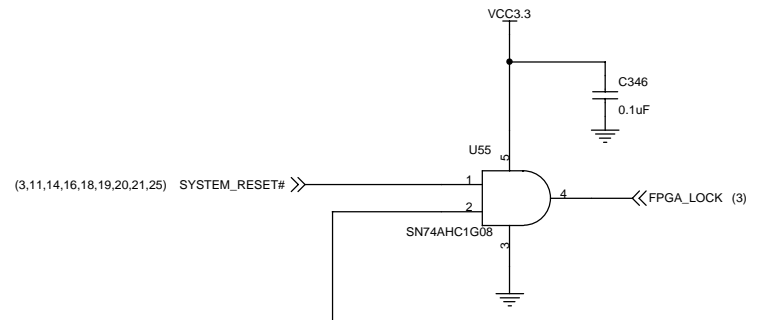 VCC3.3
C346
0.1uF
U55
5
(3,11,14,16,18,19,20,21,25) SYSTEM_RESET# 1
4 FPGA_LOCK (3)
2
SN74AHC1G08
3